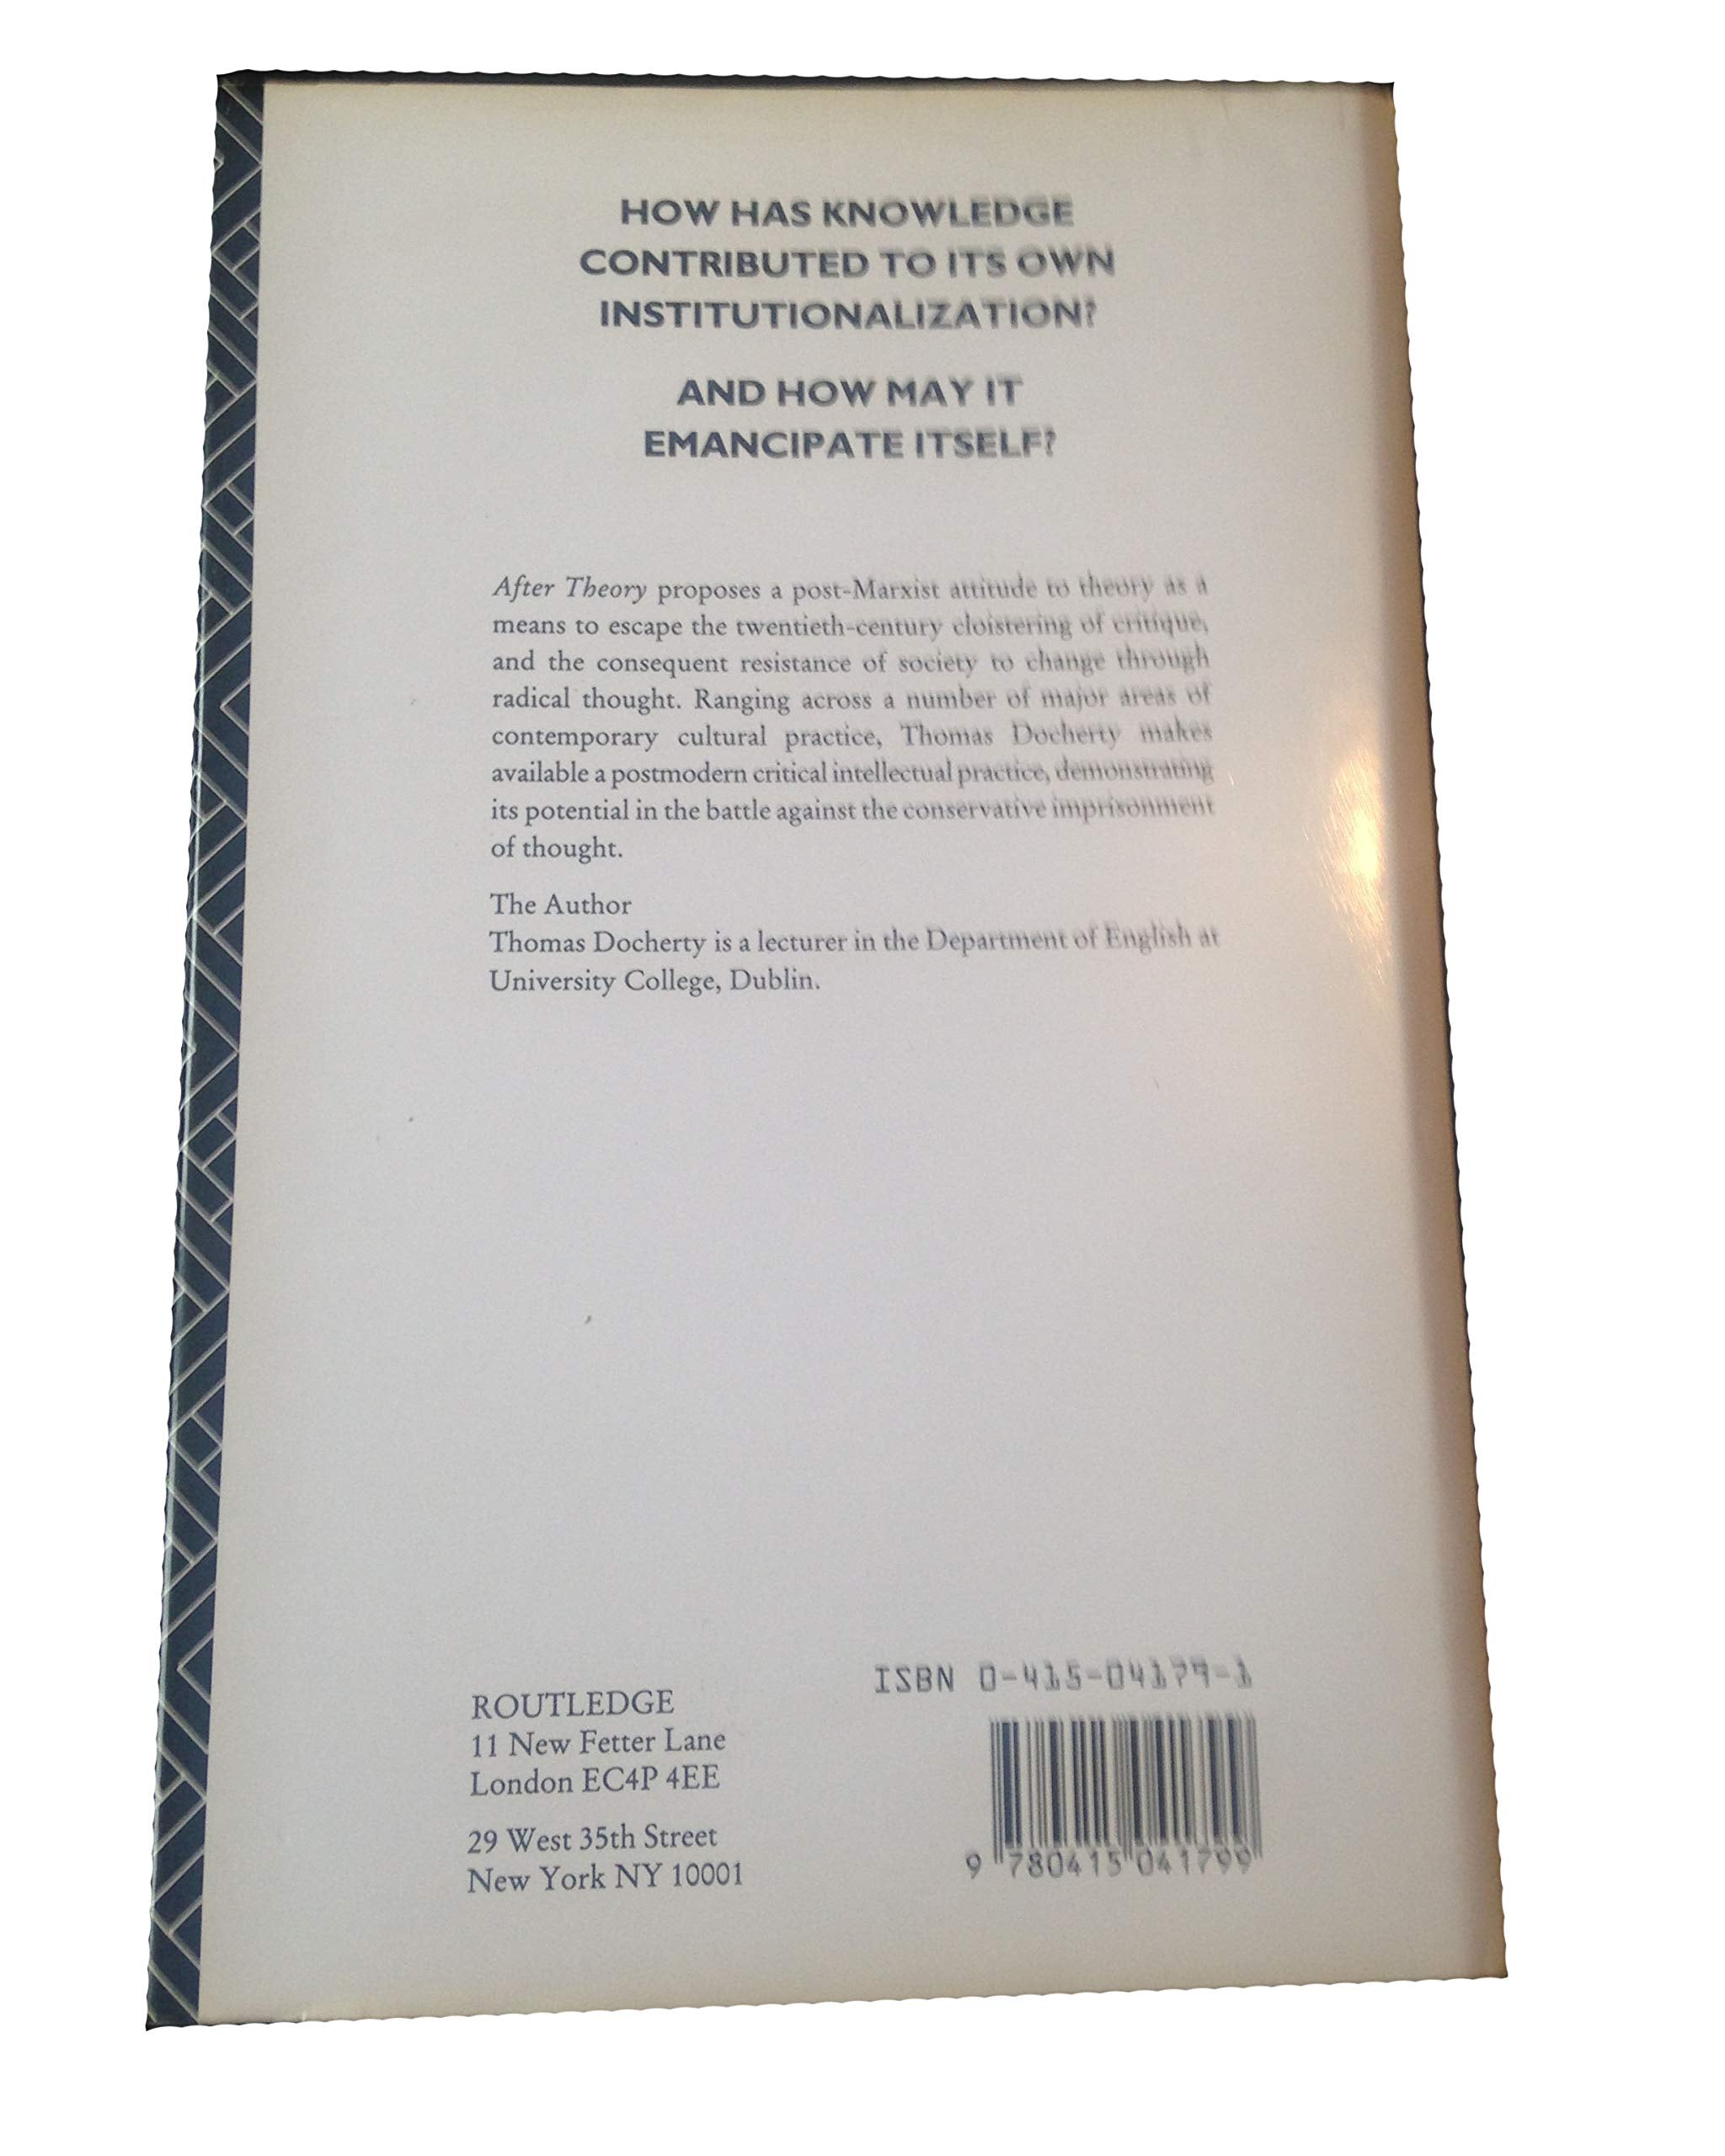 HOW HAS KNOWLEDGE
CONTRIBUTED TO ITS OWN
INSTITUTIONALIZATION?
AND HOW MAY IT
EMANCIPATE ITSELF?
After Theory proposes a post-Marxist attitude to theory as a
means to escape the twentieth-century cloistering of critique,
and the consequent resistance of society to change through
radical thought. Ranging across a number of major areas of
contemporary cultural practice, Thomas Docherty makes
available a postmodern critical intellectual practice, demonstrating
its potential in the battle against the conservative imprisonment
of thought.
The Author
Thomas Docherty is a lecturer in the Department of English at
University College, Dublin.
ROUTLEDGE
11 New Fetter Lane
London EC4P 4EE
29 West 35th Street
New York NY 10001
ISBN 0-415-04179-1
9 780415 041799